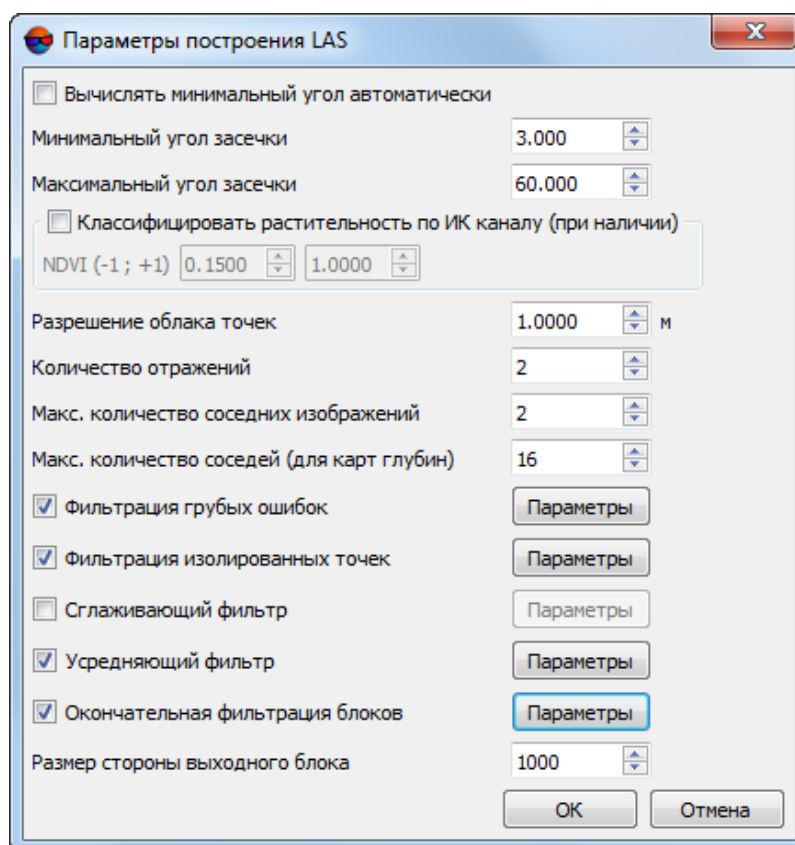 Параметры построения LAS
Вычислять минимальный угол автоматически
Минимальный угол засечки 3.000
Максимальный угол засечки 60.000
Классифицировать растительность по ИК каналу (при наличии)
NDVI (-1 ; +1) 0.1500 1.0000
Разрешение облака точек 1.0000 м
Количество отражений 2
Макс. количество соседних изображений 2
Макс. количество соседей (для карт глубин) 16
Фильтрация грубых ошибок Параметры
Фильтрация изолированных точек Параметры
Сглаживающий фильтр Параметры
Усредняющий фильтр Параметры
Окончательная фильтрация блоков Параметры
Размер стороны выходного блока 1000
OK Отмена